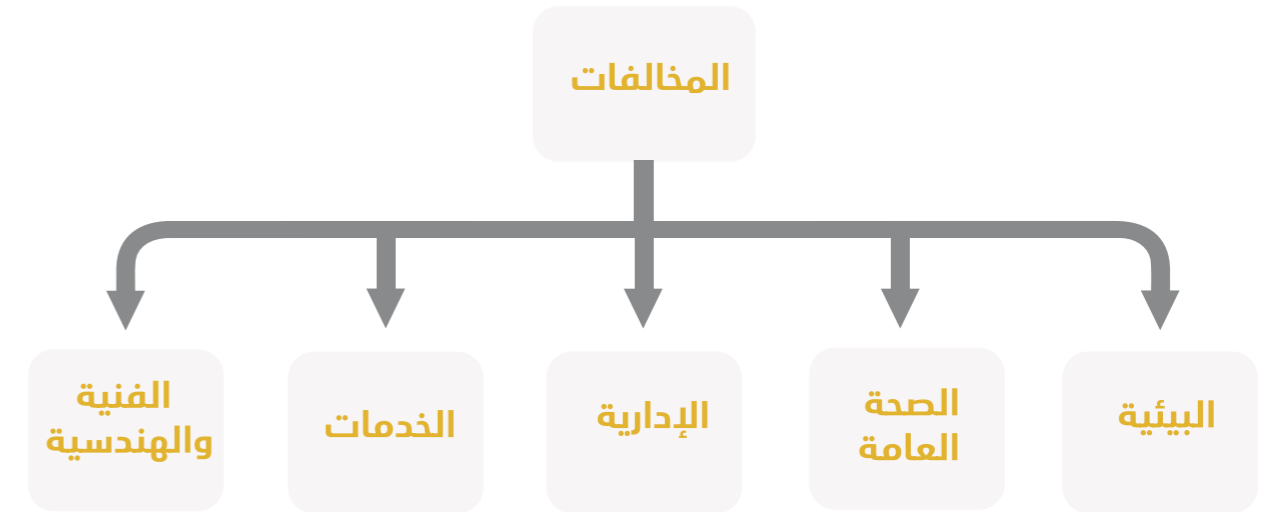 المخالفات
البيئية
الصحة
العامة
الإدارية
الخدمات
الفنية
والهندسية